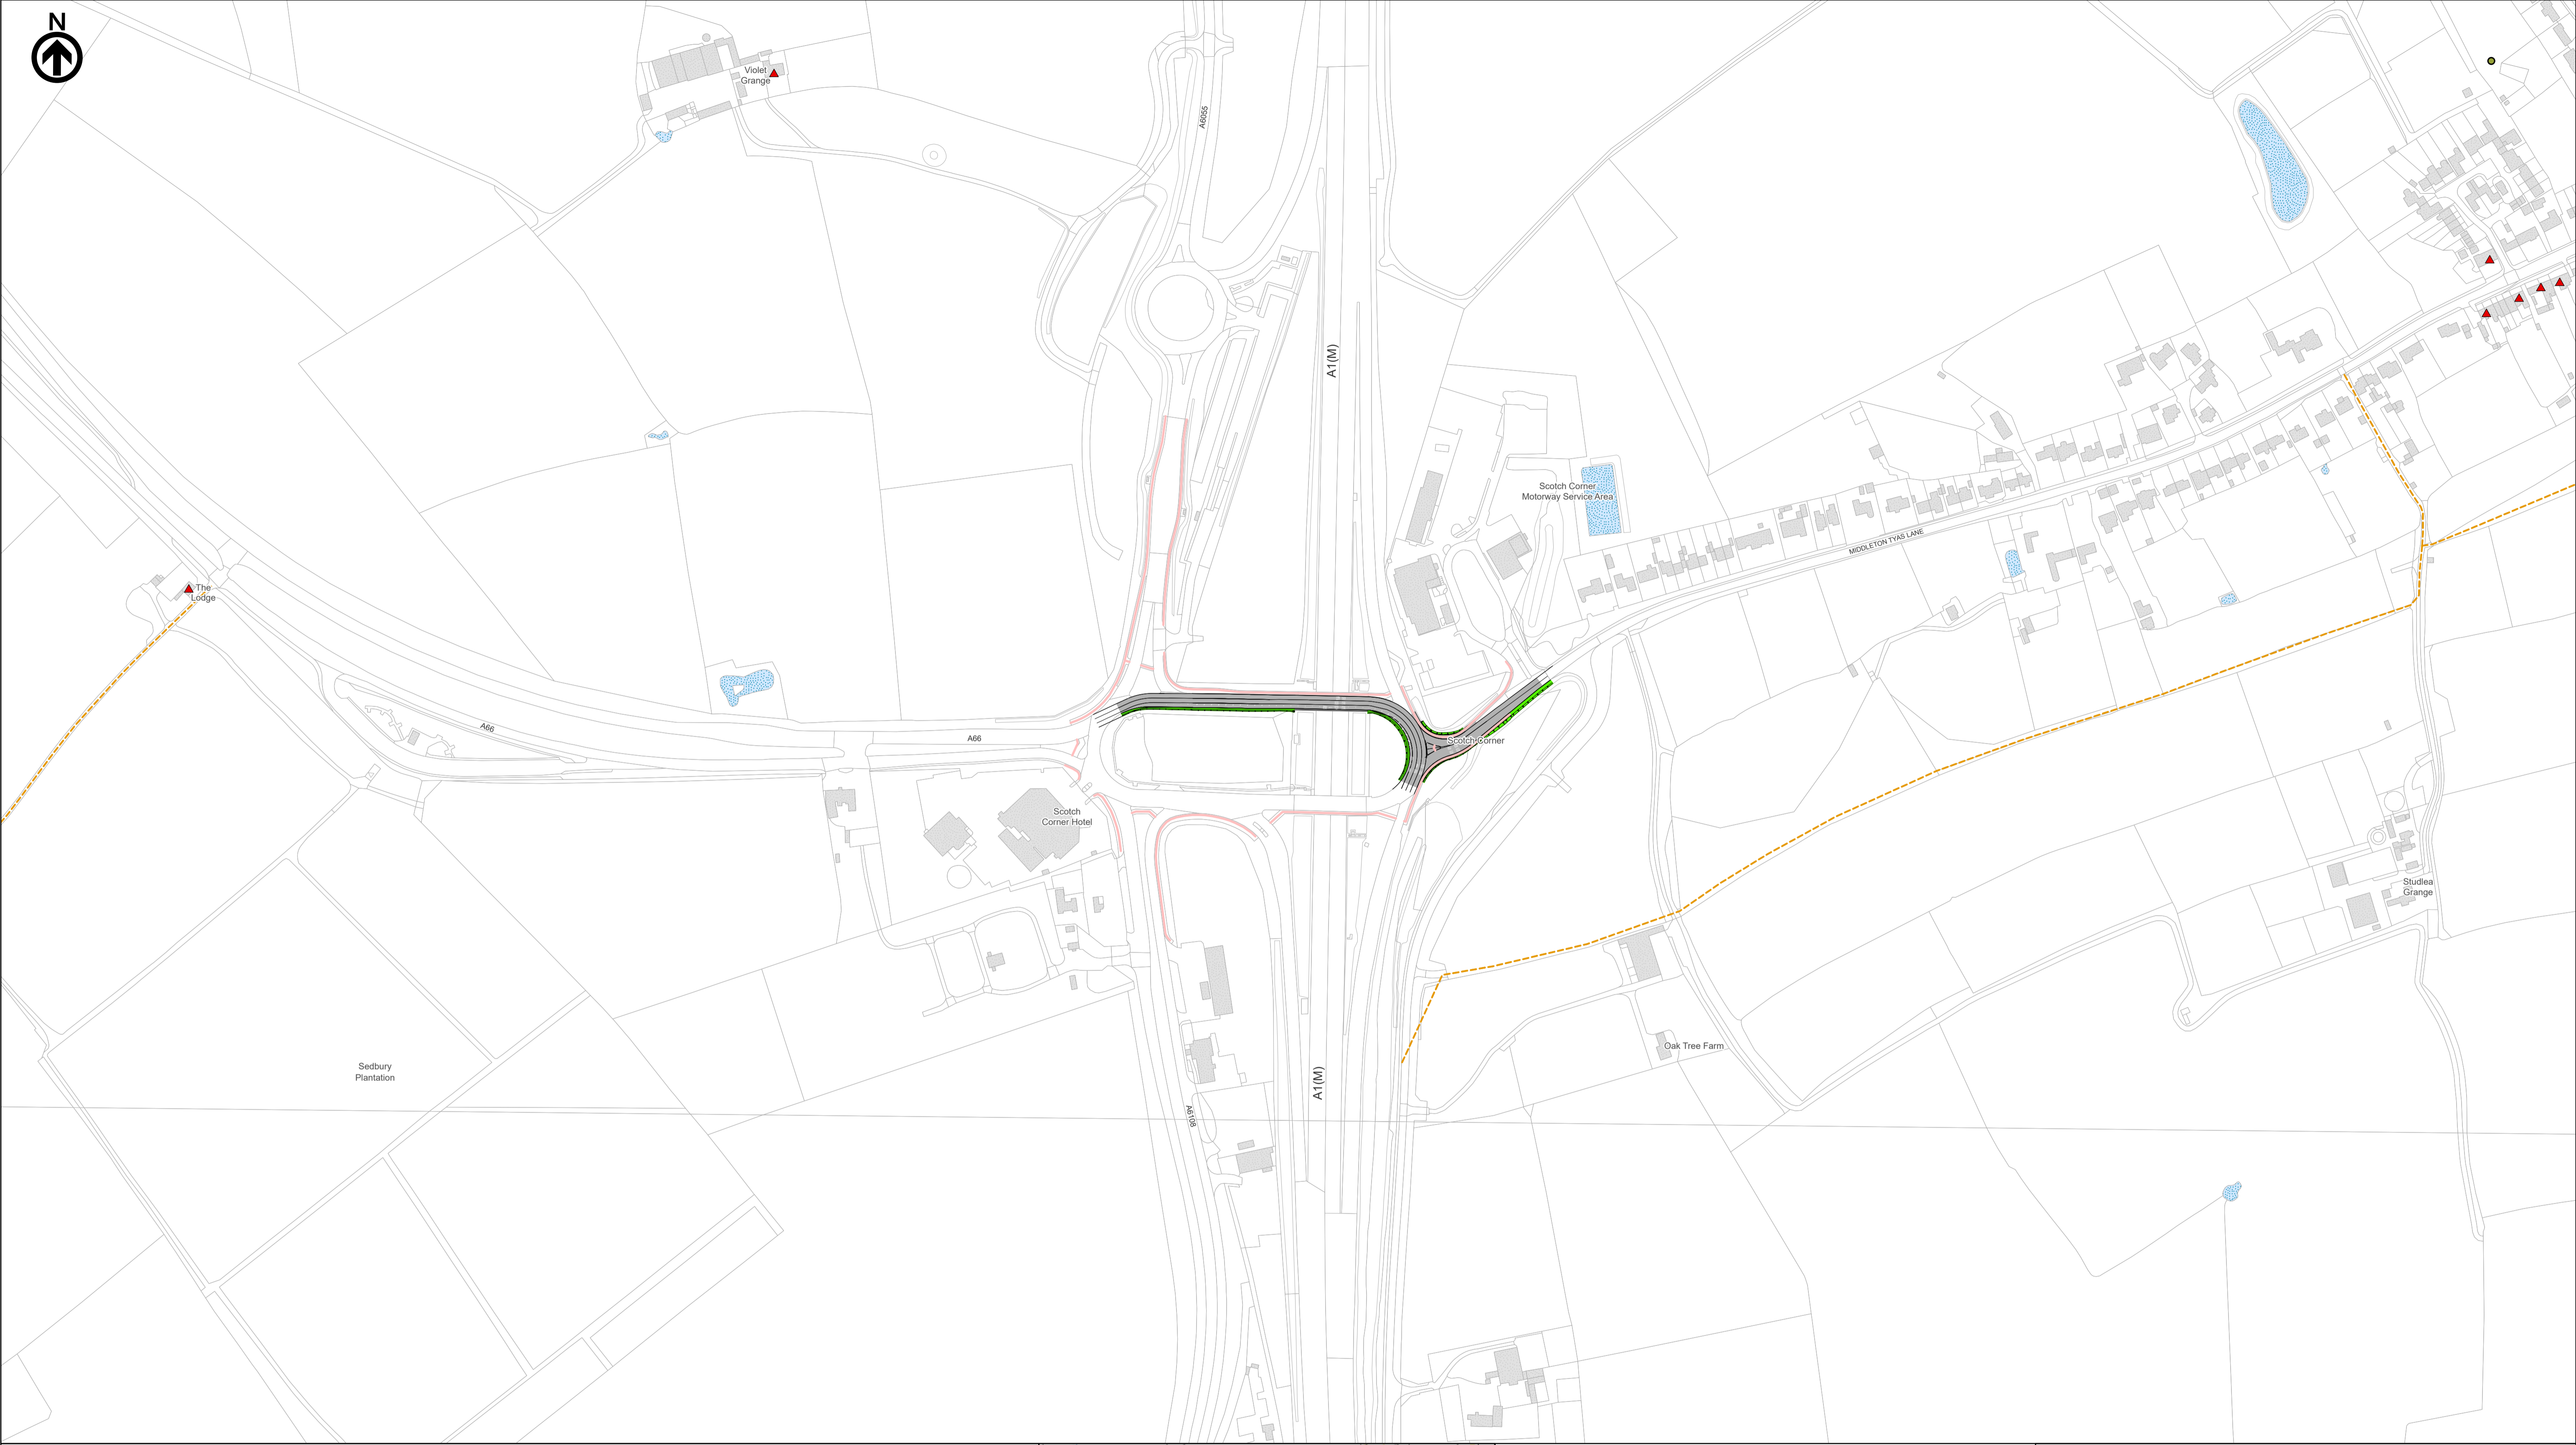 N
Violet
Grange
A6055
A1(M)
Scotch Corner
Motorway Service Area
MIDDLETON TYAS LANE
The
Lodge
A66
A66
Scotch Corner
Scotch
Corner Hotel
Studlea
Grange
Oak Tree Farm
Sedbury
Plantation
A1(M)
A6108